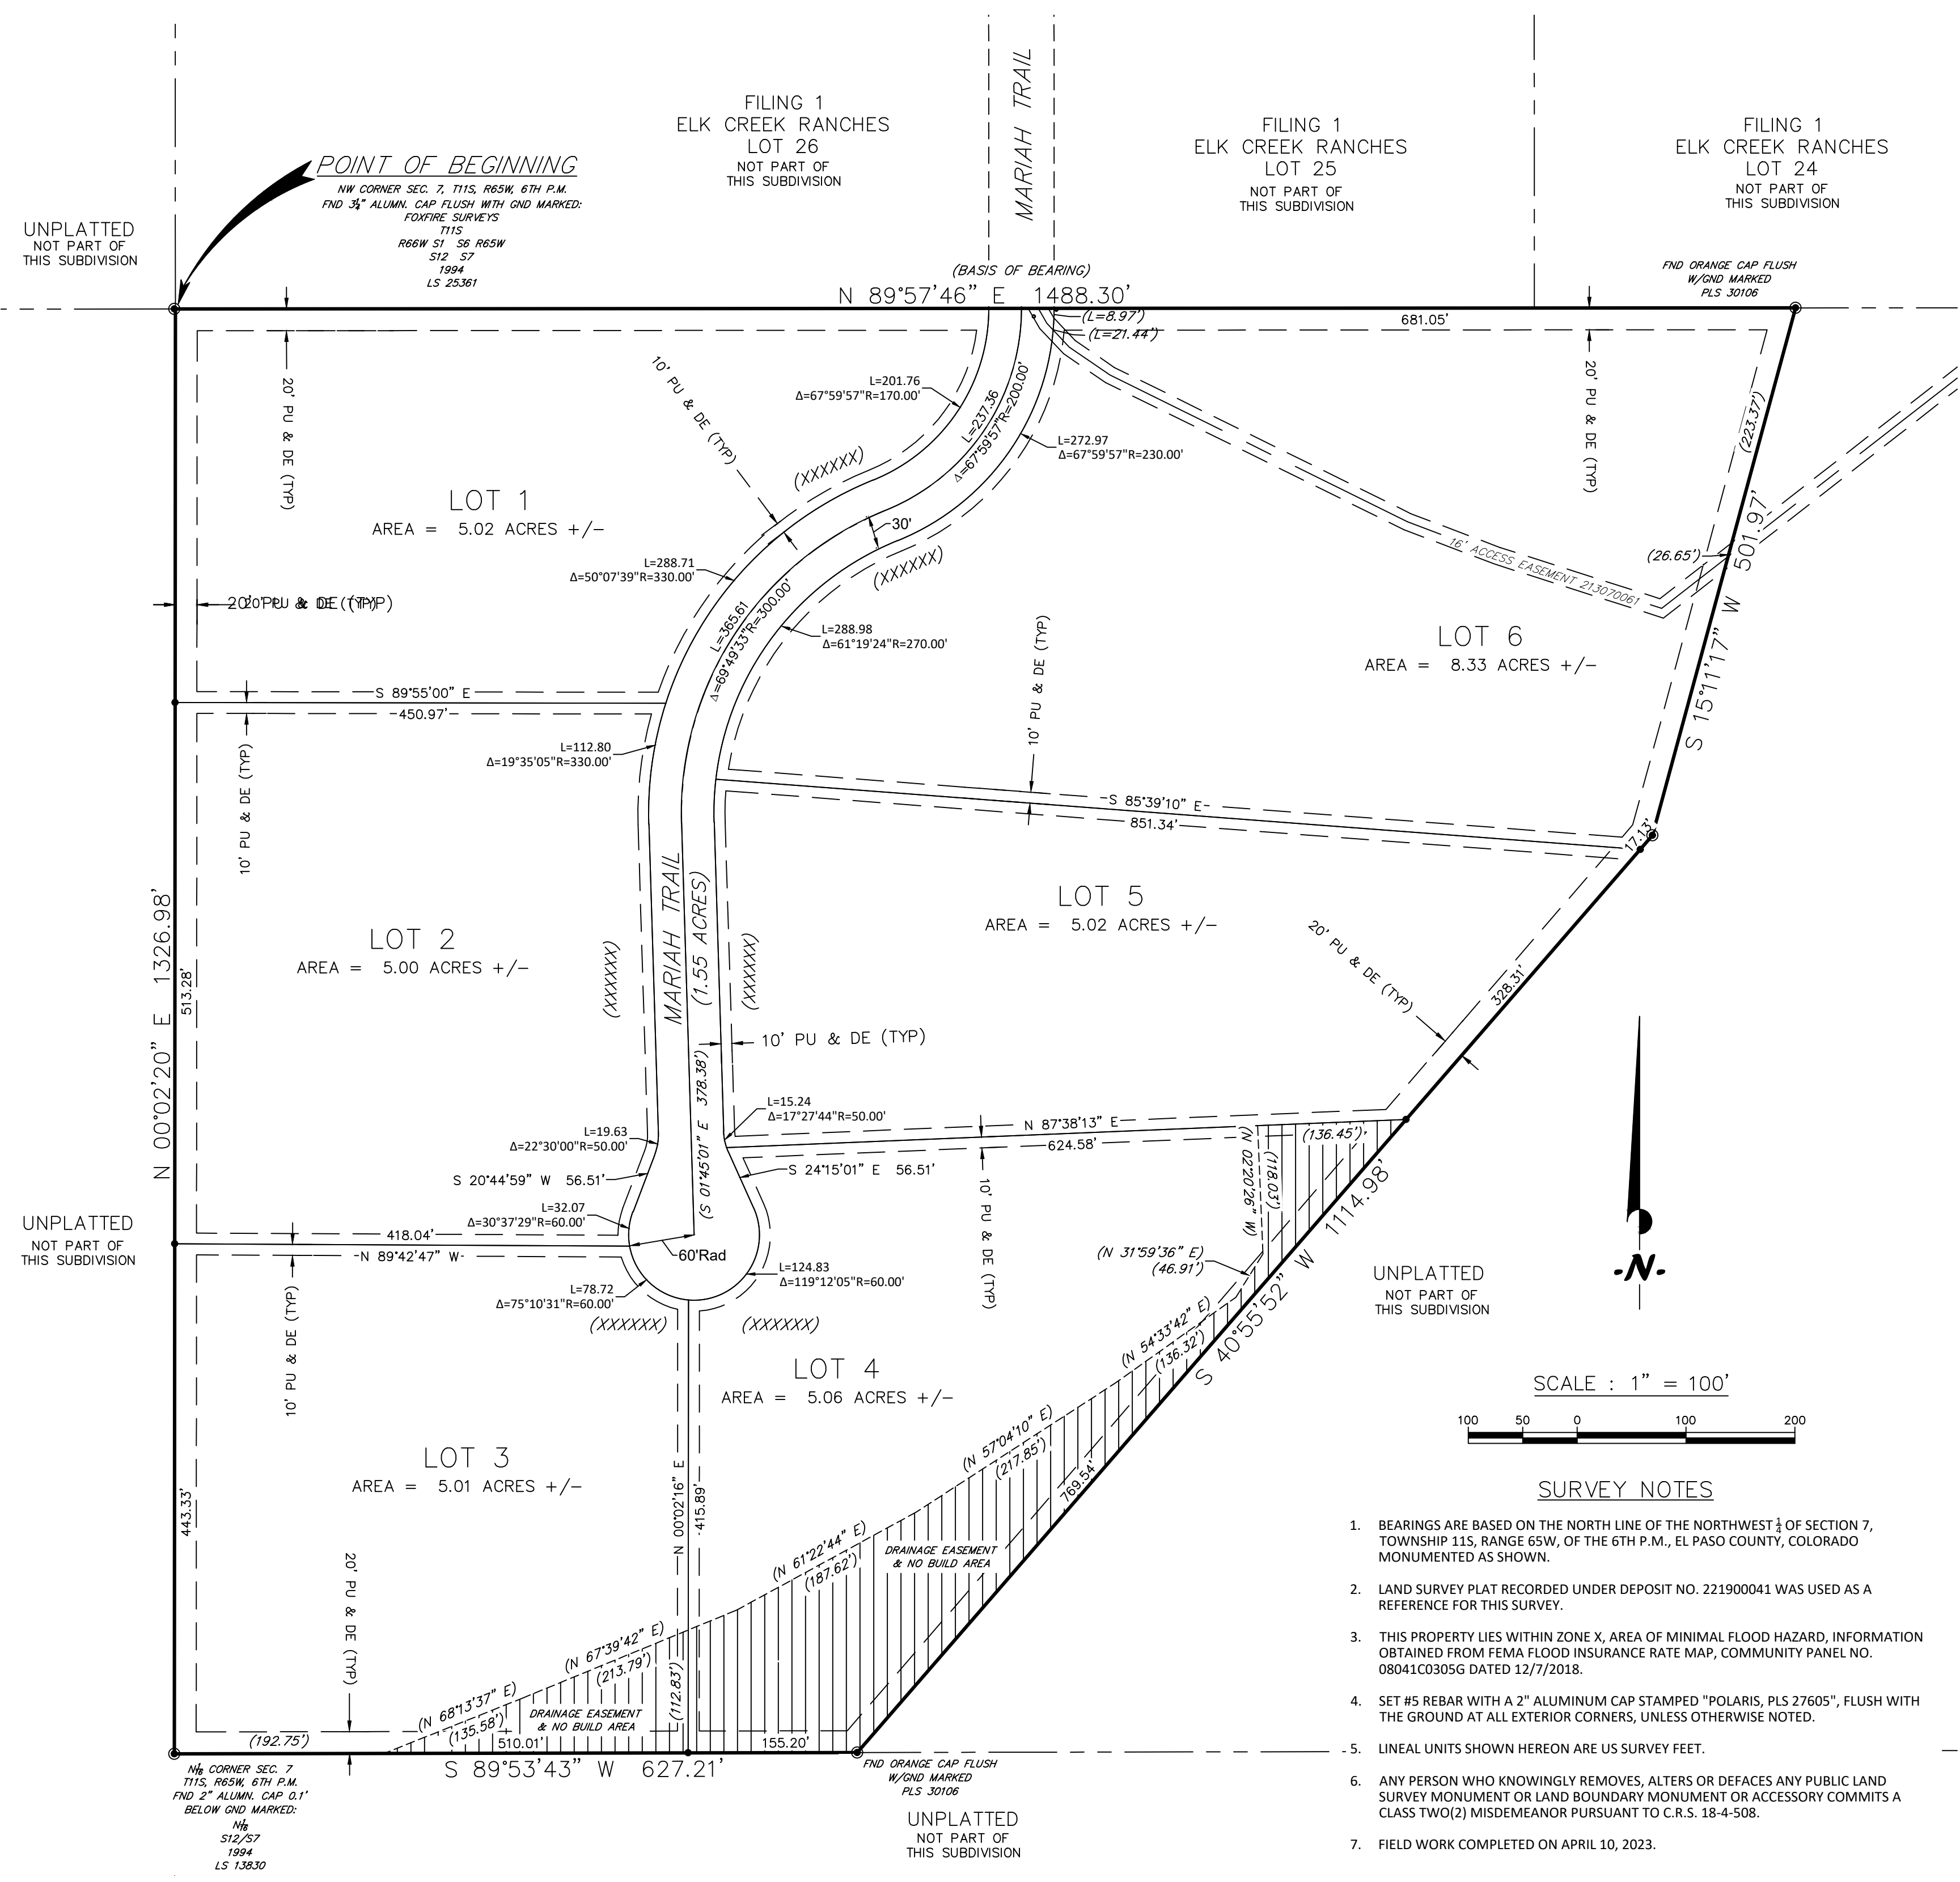 FILING 1
ELK CREEK RANCHES
LOT 26
NOT PART OF
THIS SUBDIVISION
MARIAH TRAIL
FILING 1
ELK CREEK RANCHES
LOT 25
NOT PART OF
THIS SUBDIVISION
FILING 1
ELK CREEK RANCHES
LOT 24
NOT PART OF
THIS SUBDIVISION
POINT OF BEGINNING
NW CORNER SEC. 7, T11S, R65W, 6TH P.M.
FND 3¼" ALUMN. CAP FLUSH WITH GND MARKED:
FOXFIRE SURVEYS
T11S
R66W S1 S6 R65W
S12 S7
1994
LS 25361
UNPLATTED
NOT PART OF
THIS SUBDIVISION
(BASIS OF BEARING)
N 89°57'46" E 1488.30'
FND ORANGE CAP FLUSH
W/GND MARKED
PLS 30106
(L=8.97')
(L=21.44')
681.05'
20' PU & DE (TYP)
10' PU & DE (TYP)
L=201.76
Δ=67°59'57"R=170.00'
L=237.36
Δ=67°59'57"R=200.00'
L=272.97
Δ=67°59'57"R=230.00'
20' PU & DE (TYP)
(223.37')
(XXXXXX)
LOT 1
AREA = 5.02 ACRES +/-
30'
(XXXXXX)
16' ACCESS EASEMENT 213070061
(26.65')
501.97'
S 15°11'17" W
L=288.71
Δ=50°07'39"R=330.00'
20' PU & DE (TYP)
20' PU & DE (TYP)
L=365.61
Δ=69°49'33"R=300.00'
L=288.98
Δ=61°19'24"R=270.00'
10' PU & DE (TYP)
LOT 6
AREA = 8.33 ACRES +/-
S 89°55'00" E
450.97'
10' PU & DE (TYP)
L=112.80
Δ=19°35'05"R=330.00'
S 85°39'10" E
851.34'
17.13'
LOT 5
AREA = 5.02 ACRES +/-
LOT 2
AREA = 5.00 ACRES +/-
N 00°02'20" E 1326.98'
513.28'
(XXXXXX)
MARIAH TRAIL
(1.55 ACRES)
(XXXXXX)
20' PU & DE (TYP)
328.31'
10' PU & DE (TYP)
(S 01°45'01" E 378.38')
L=15.24
Δ=17°27'44"R=50.00'
L=19.63
Δ=22°30'00"R=50.00'
N 87°38'13" E
624.58'
(136.45')
S 20°44'59" W 56.51'
S 24°15'01" E 56.51'
L=32.07
Δ=30°37'29"R=60.00'
10' PU & DE (TYP)
(N 02°20'26" W)
(118.03')
S 40°55'52" W 1114.98'
UNPLATTED
NOT PART OF
THIS SUBDIVISION
418.04'
N 89°42'47" W
60'Rad
(N 31°59'36" E)
(46.91')
L=124.83
Δ=119°12'05"R=60.00'
L=78.72
Δ=75°10'31"R=60.00'
10' PU & DE (TYP)
(XXXXXX)
(XXXXXX)
UNPLATTED
NOT PART OF
THIS SUBDIVISION
N
LOT 4
AREA = 5.06 ACRES +/-
(N 54°33'42" E)
(136.32')
SCALE : 1" = 100'
100 50 0 100 200
LOT 3
AREA = 5.01 ACRES +/-
(N 57°04'10" E)
(217.85')
769.54'
443.33'
N 00°02'16" E
415.89'
(N 61°22'44" E)
(187.62')
DRAINAGE EASEMENT
& NO BUILD AREA
20' PU & DE (TYP)
(N 67°39'42" E)
(213.79')
(112.83')
(N 68°13'37" E)
(135.58')
DRAINAGE EASEMENT
& NO BUILD AREA
(192.75')
510.01'
155.20'
S 89°53'43" W 627.21'
N1/16 CORNER SEC. 7
T11S, R65W, 6TH P.M.
FND 2" ALUMN. CAP 0.1'
BELOW GND MARKED:
N1/16
S12/S7
1994
LS 13830
FND ORANGE CAP FLUSH
W/GND MARKED
PLS 30106
UNPLATTED
NOT PART OF
THIS SUBDIVISION
SURVEY NOTES
1. BEARINGS ARE BASED ON THE NORTH LINE OF THE NORTHWEST ¼ OF SECTION 7,
TOWNSHIP 11S, RANGE 65W, OF THE 6TH P.M., EL PASO COUNTY, COLORADO
MONUMENTED AS SHOWN.
2. LAND SURVEY PLAT RECORDED UNDER DEPOSIT NO. 221900041 WAS USED AS A
REFERENCE FOR THIS SURVEY.
3. THIS PROPERTY LIES WITHIN ZONE X, AREA OF MINIMAL FLOOD HAZARD, INFORMATION
OBTAINED FROM FEMA FLOOD INSURANCE RATE MAP, COMMUNITY PANEL NO.
08041C0305G DATED 12/7/2018.
4. SET #5 REBAR WITH A 2" ALUMINUM CAP STAMPED "POLARIS, PLS 27605", FLUSH WITH
THE GROUND AT ALL EXTERIOR CORNERS, UNLESS OTHERWISE NOTED.
5. LINEAL UNITS SHOWN HEREON ARE US SURVEY FEET.
6. ANY PERSON WHO KNOWINGLY REMOVES, ALTERS OR DEFACES ANY PUBLIC LAND
SURVEY MONUMENT OR LAND BOUNDARY MONUMENT OR ACCESSORY COMMITS A
CLASS TWO(2) MISDEMEANOR PURSUANT TO C.R.S. 18-4-508.
7. FIELD WORK COMPLETED ON APRIL 10, 2023.